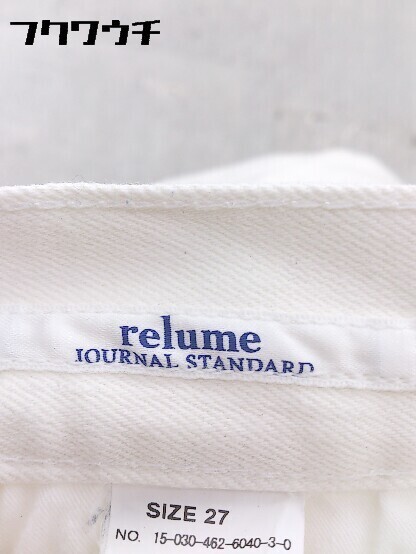 フクワウチ
relume
JOURNAL STANDARD
SIZE 27
NO. 15-030-462-6040-3-0